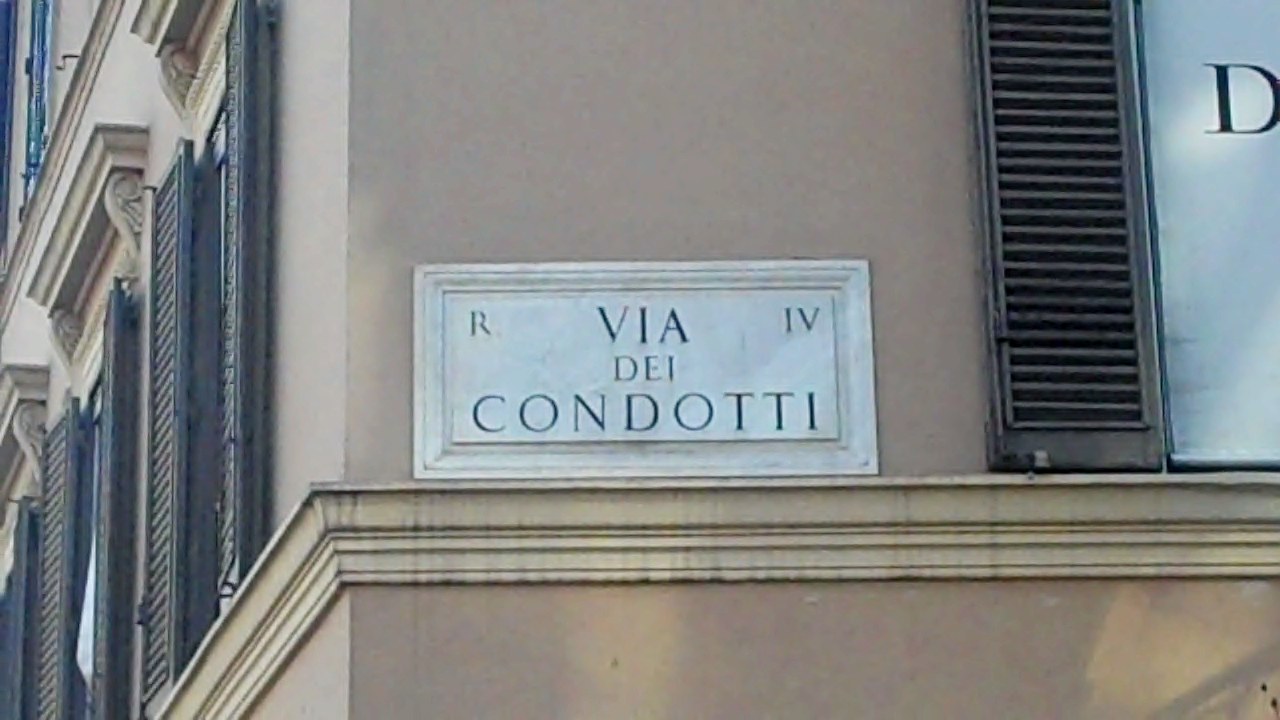 R. VIA IV
DEI
CONDOTTI
D